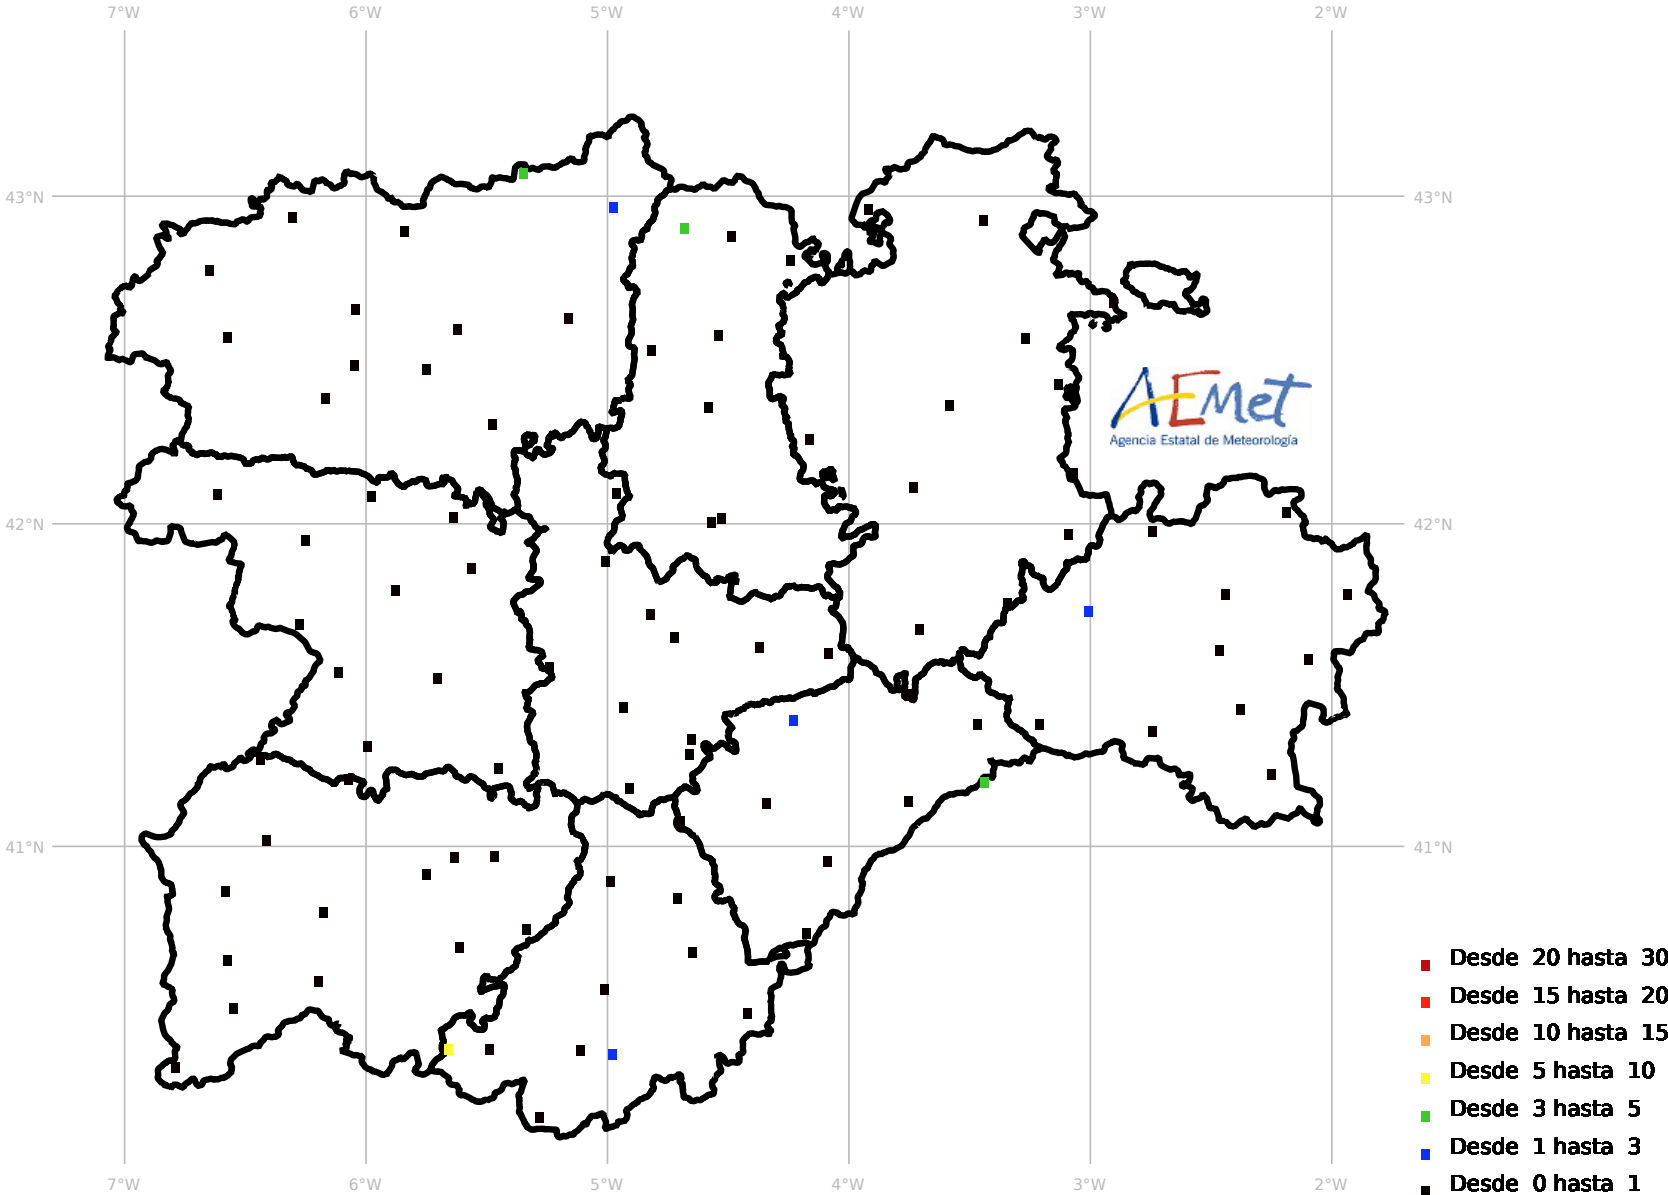 7°W 6°W 5°W 4°W 3°W 2°W
43°N 43°N
AEMet
Agencia Estatal de Meteorología
42°N 42°N
41°N 41°N
Desde 20 hasta 30
Desde 15 hasta 20
Desde 10 hasta 15
Desde 5 hasta 10
Desde 3 hasta 5
Desde 1 hasta 3
Desde 0 hasta 1
7°W 6°W 5°W 4°W 3°W 2°W